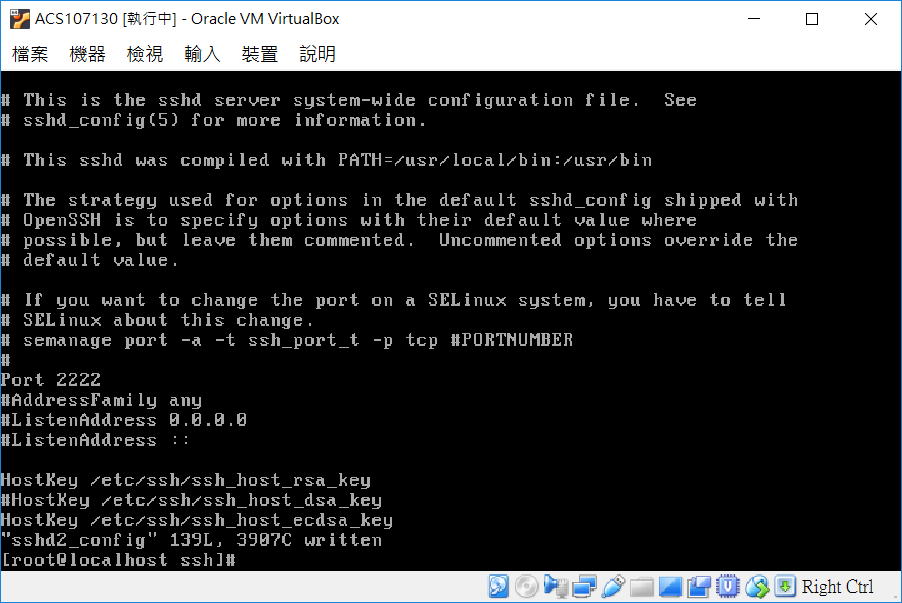 ACS107130 [執行中] - Oracle VM VirtualBox
檔案 機器 檢視 輸入 裝置 說明
# This is the sshd server system-wide configuration file.  See
# sshd_config(5) for more information.

# This sshd was compiled with PATH=/usr/local/bin:/usr/bin

# The strategy used for options in the default sshd_config shipped with
# OpenSSH is to specify options with their default value where
# possible, but leave them commented.  Uncommented options override the
# default value.

# If you want to change the port on a SELinux system, you have to tell
# SELinux about this change.
# semanage port -a -t ssh_port_t -p tcp #PORTNUMBER
#
Port 2222
#AddressFamily any
#ListenAddress 0.0.0.0
#ListenAddress ::

HostKey /etc/ssh/ssh_host_rsa_key
#HostKey /etc/ssh/ssh_host_dsa_key
HostKey /etc/ssh/ssh_host_ecdsa_key
"sshd2_config" 139L, 3907C written
[root@localhost ssh]#
Right Ctrl